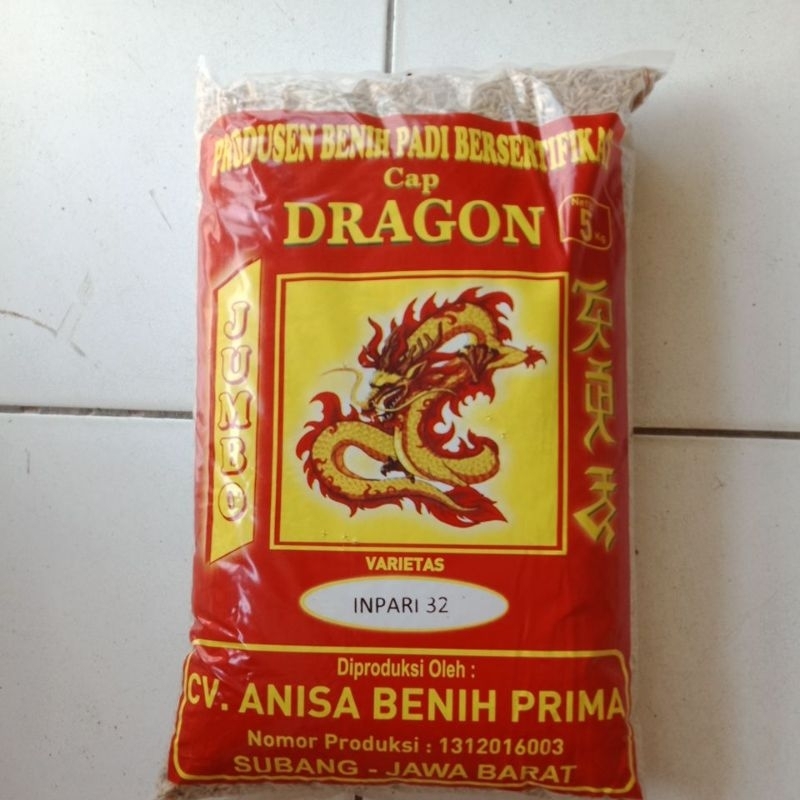 PRODUSEN BENIH PADI BERSERTIFIKAT
Cap
DRAGON
Netto
5 Kg
JUMBO
VARIETAS
INPARI 32
Diproduksi Oleh :
CV. ANISA BENIH PRIMA
Nomor Produksi : 1312016003
SUBANG - JAWA BARAT